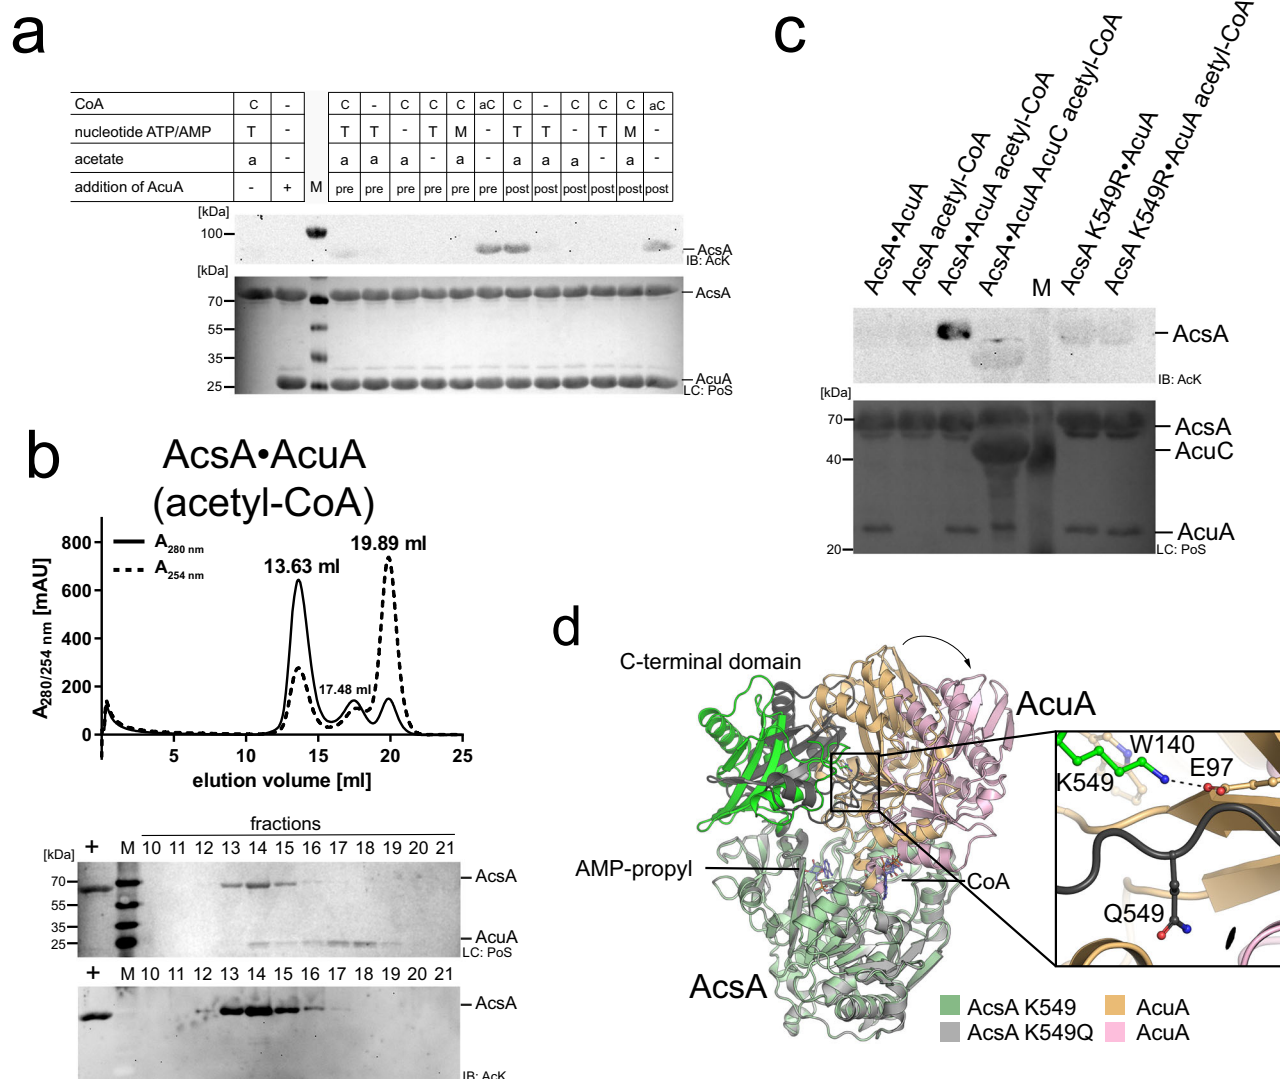 a
CoA C - C - C C C aC C - C C C aC
nucleotide ATP/AMP T - T T - T M - T T - T M -
acetate a - a a a - a - a a a - a -
addition of AcuA - + M pre pre pre pre pre pre post post post post post post
[kDa]
100
AcsA
IB: AcK
[kDa]
70
AcsA
55
35
25
AcuA
LC: PoS
b
AcsA•AcuA
(acetyl-CoA)
A280 nm
A254 nm
13.63 ml
19.89 ml
17.48 ml
A280/254 nm [mAU]
800
600
400
200
0
5 10 15 20 25
elution volume [ml]
fractions
+ M 10 11 12 13 14 15 16 17 18 19 20 21
[kDa]
70
55
35
25
AcsA
AcuA
LC: PoS
+ M 10 11 12 13 14 15 16 17 18 19 20 21
AcsA
IB: AcK
c
AcsA•AcuA
AcsA acetyl-CoA
AcsA•AcuA acetyl-CoA
AcsA•AcuA AcuC acetyl-CoA
M
AcsA K549R•AcuA
AcsA K549R•AcuA acetyl-CoA
AcsA
IB: AcK
[kDa]
70
40
20
AcsA
AcuC
AcuA
LC: PoS
d
C-terminal domain
AcuA
AMP-propyl
CoA
AcsA
W140
K549
E97
Q549
AcsA K549
AcuA
AcsA K549Q
AcuA